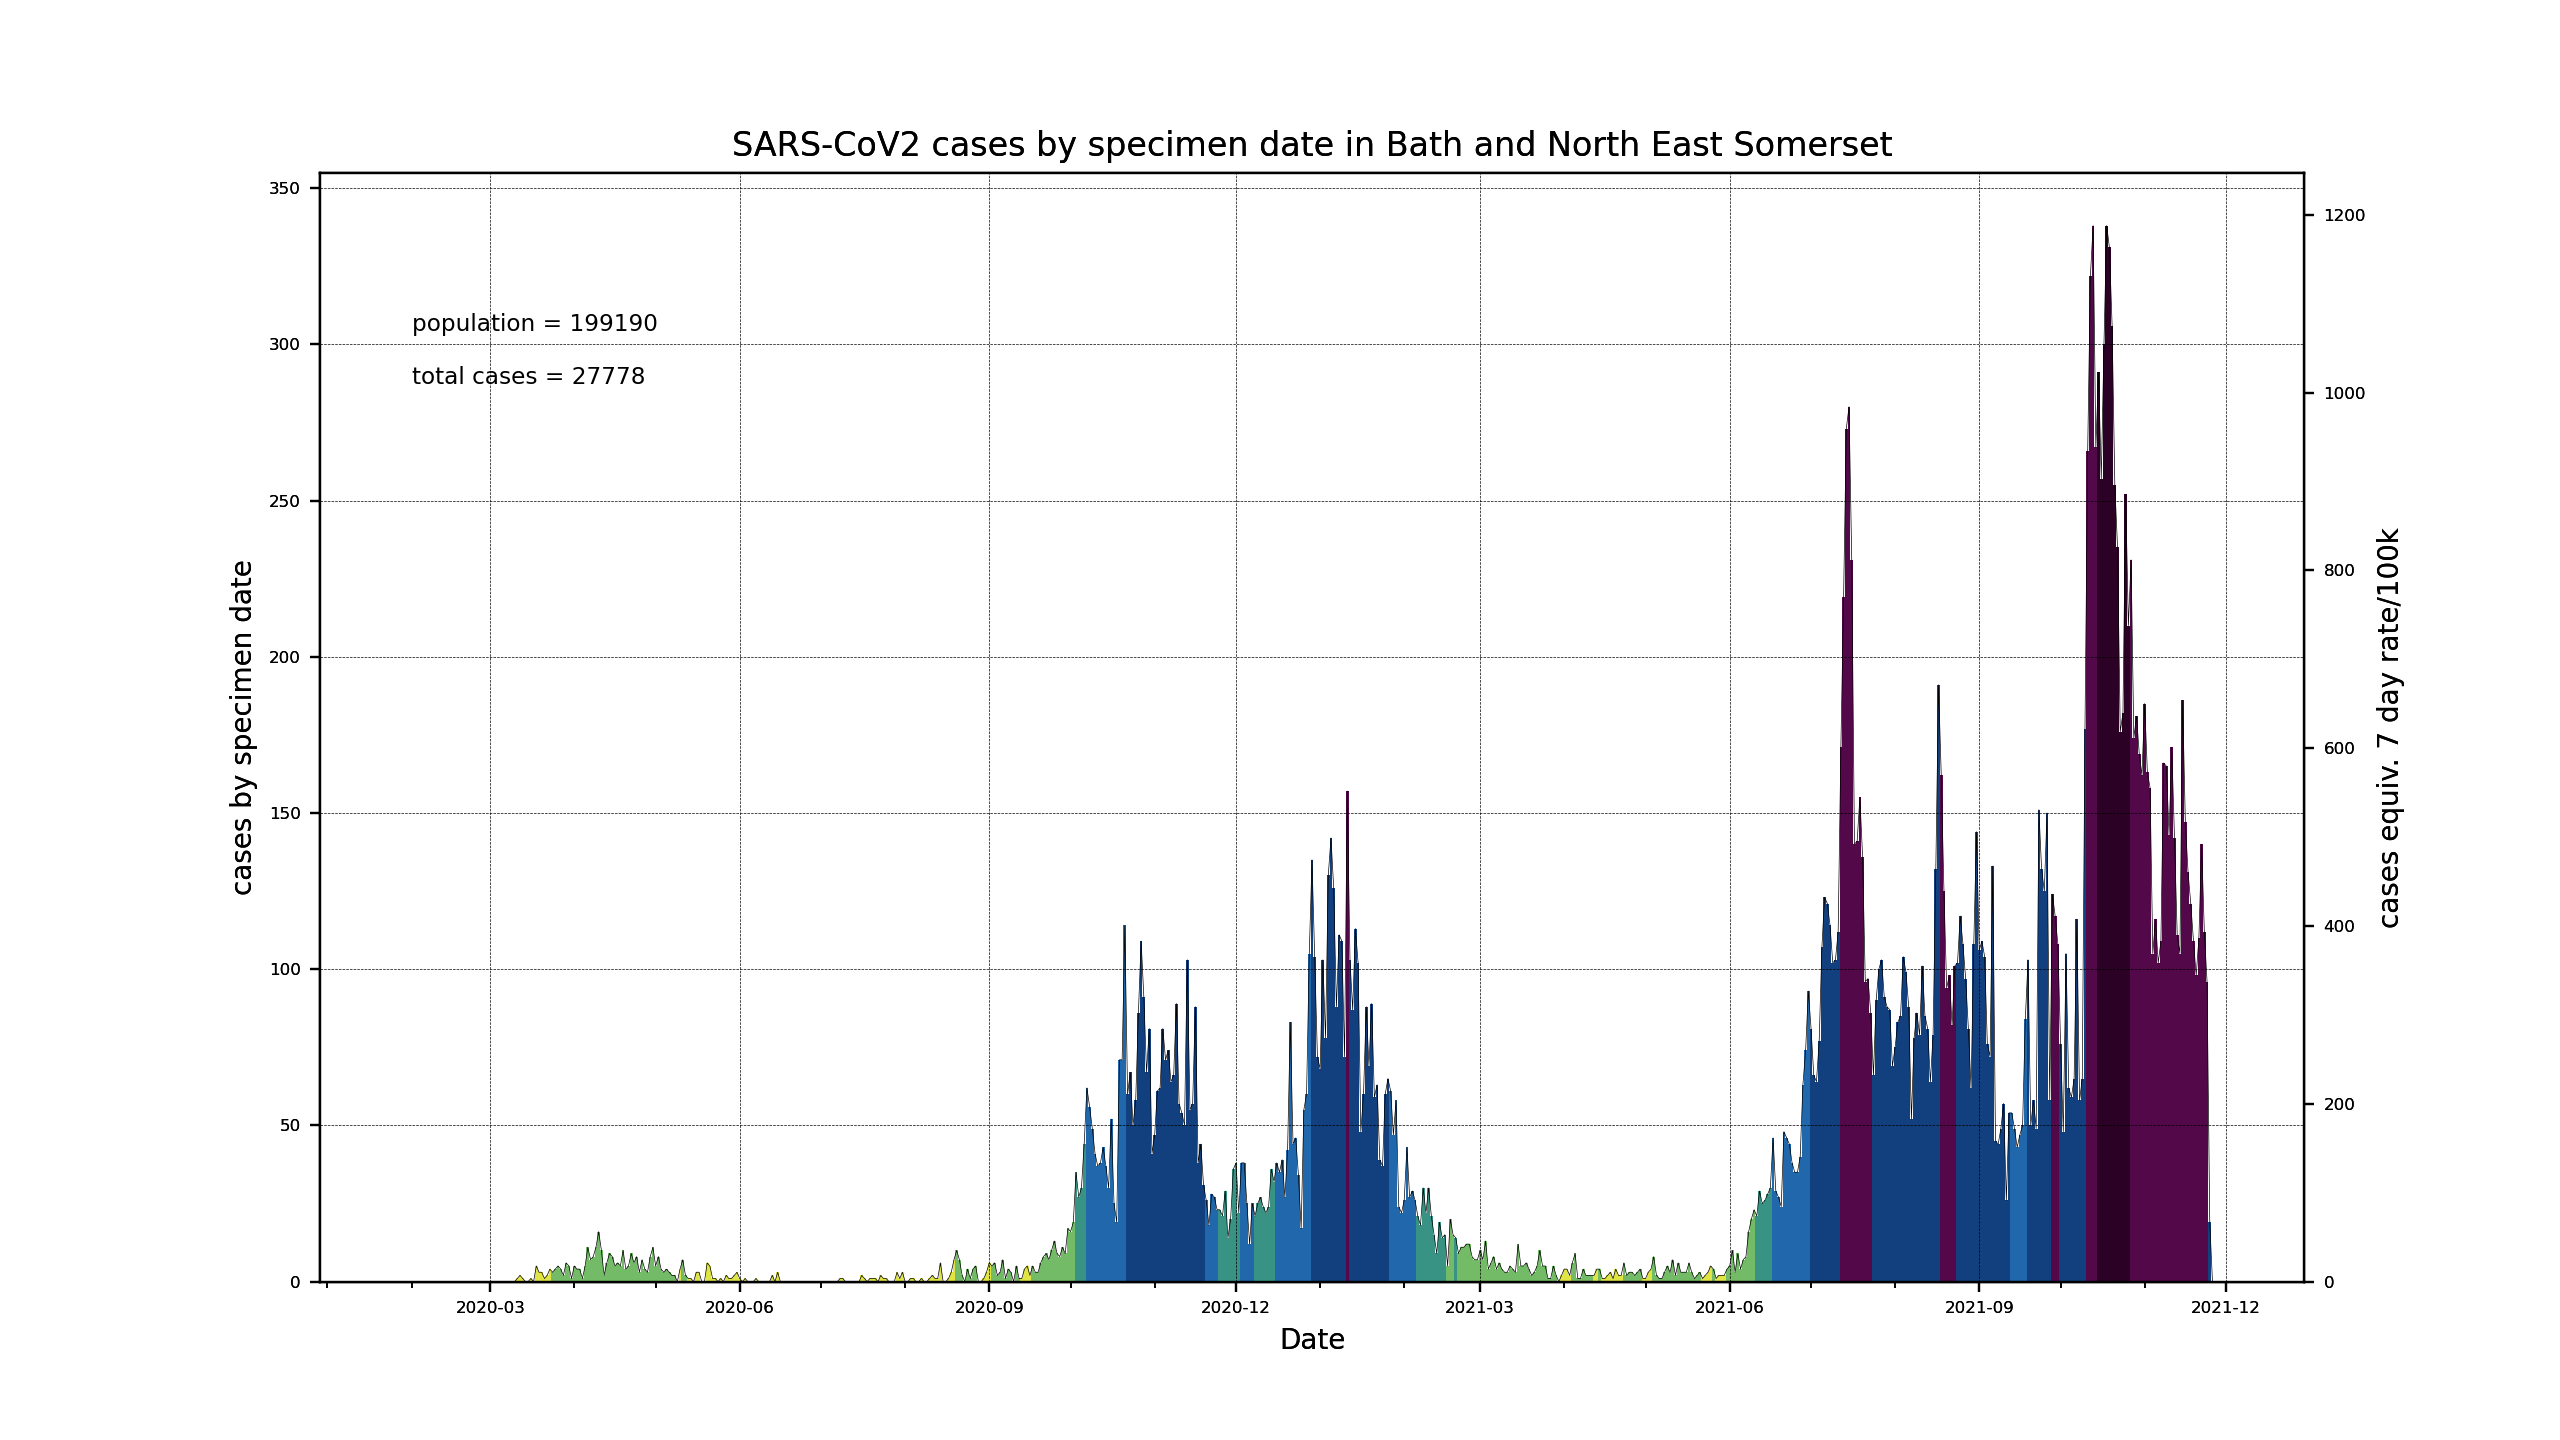 SARS-CoV2 cases by specimen date in Bath and North East Somerset
350
300
250
200
150
100
50
0
cases by specimen date
population = 199190
total cases = 27778
1200
1000
800
600
400
200
0
cases equiv. 7 day rate/100k
2020-03 2020-06 2020-09 2020-12 2021-03 2021-06 2021-09 2021-12
Date